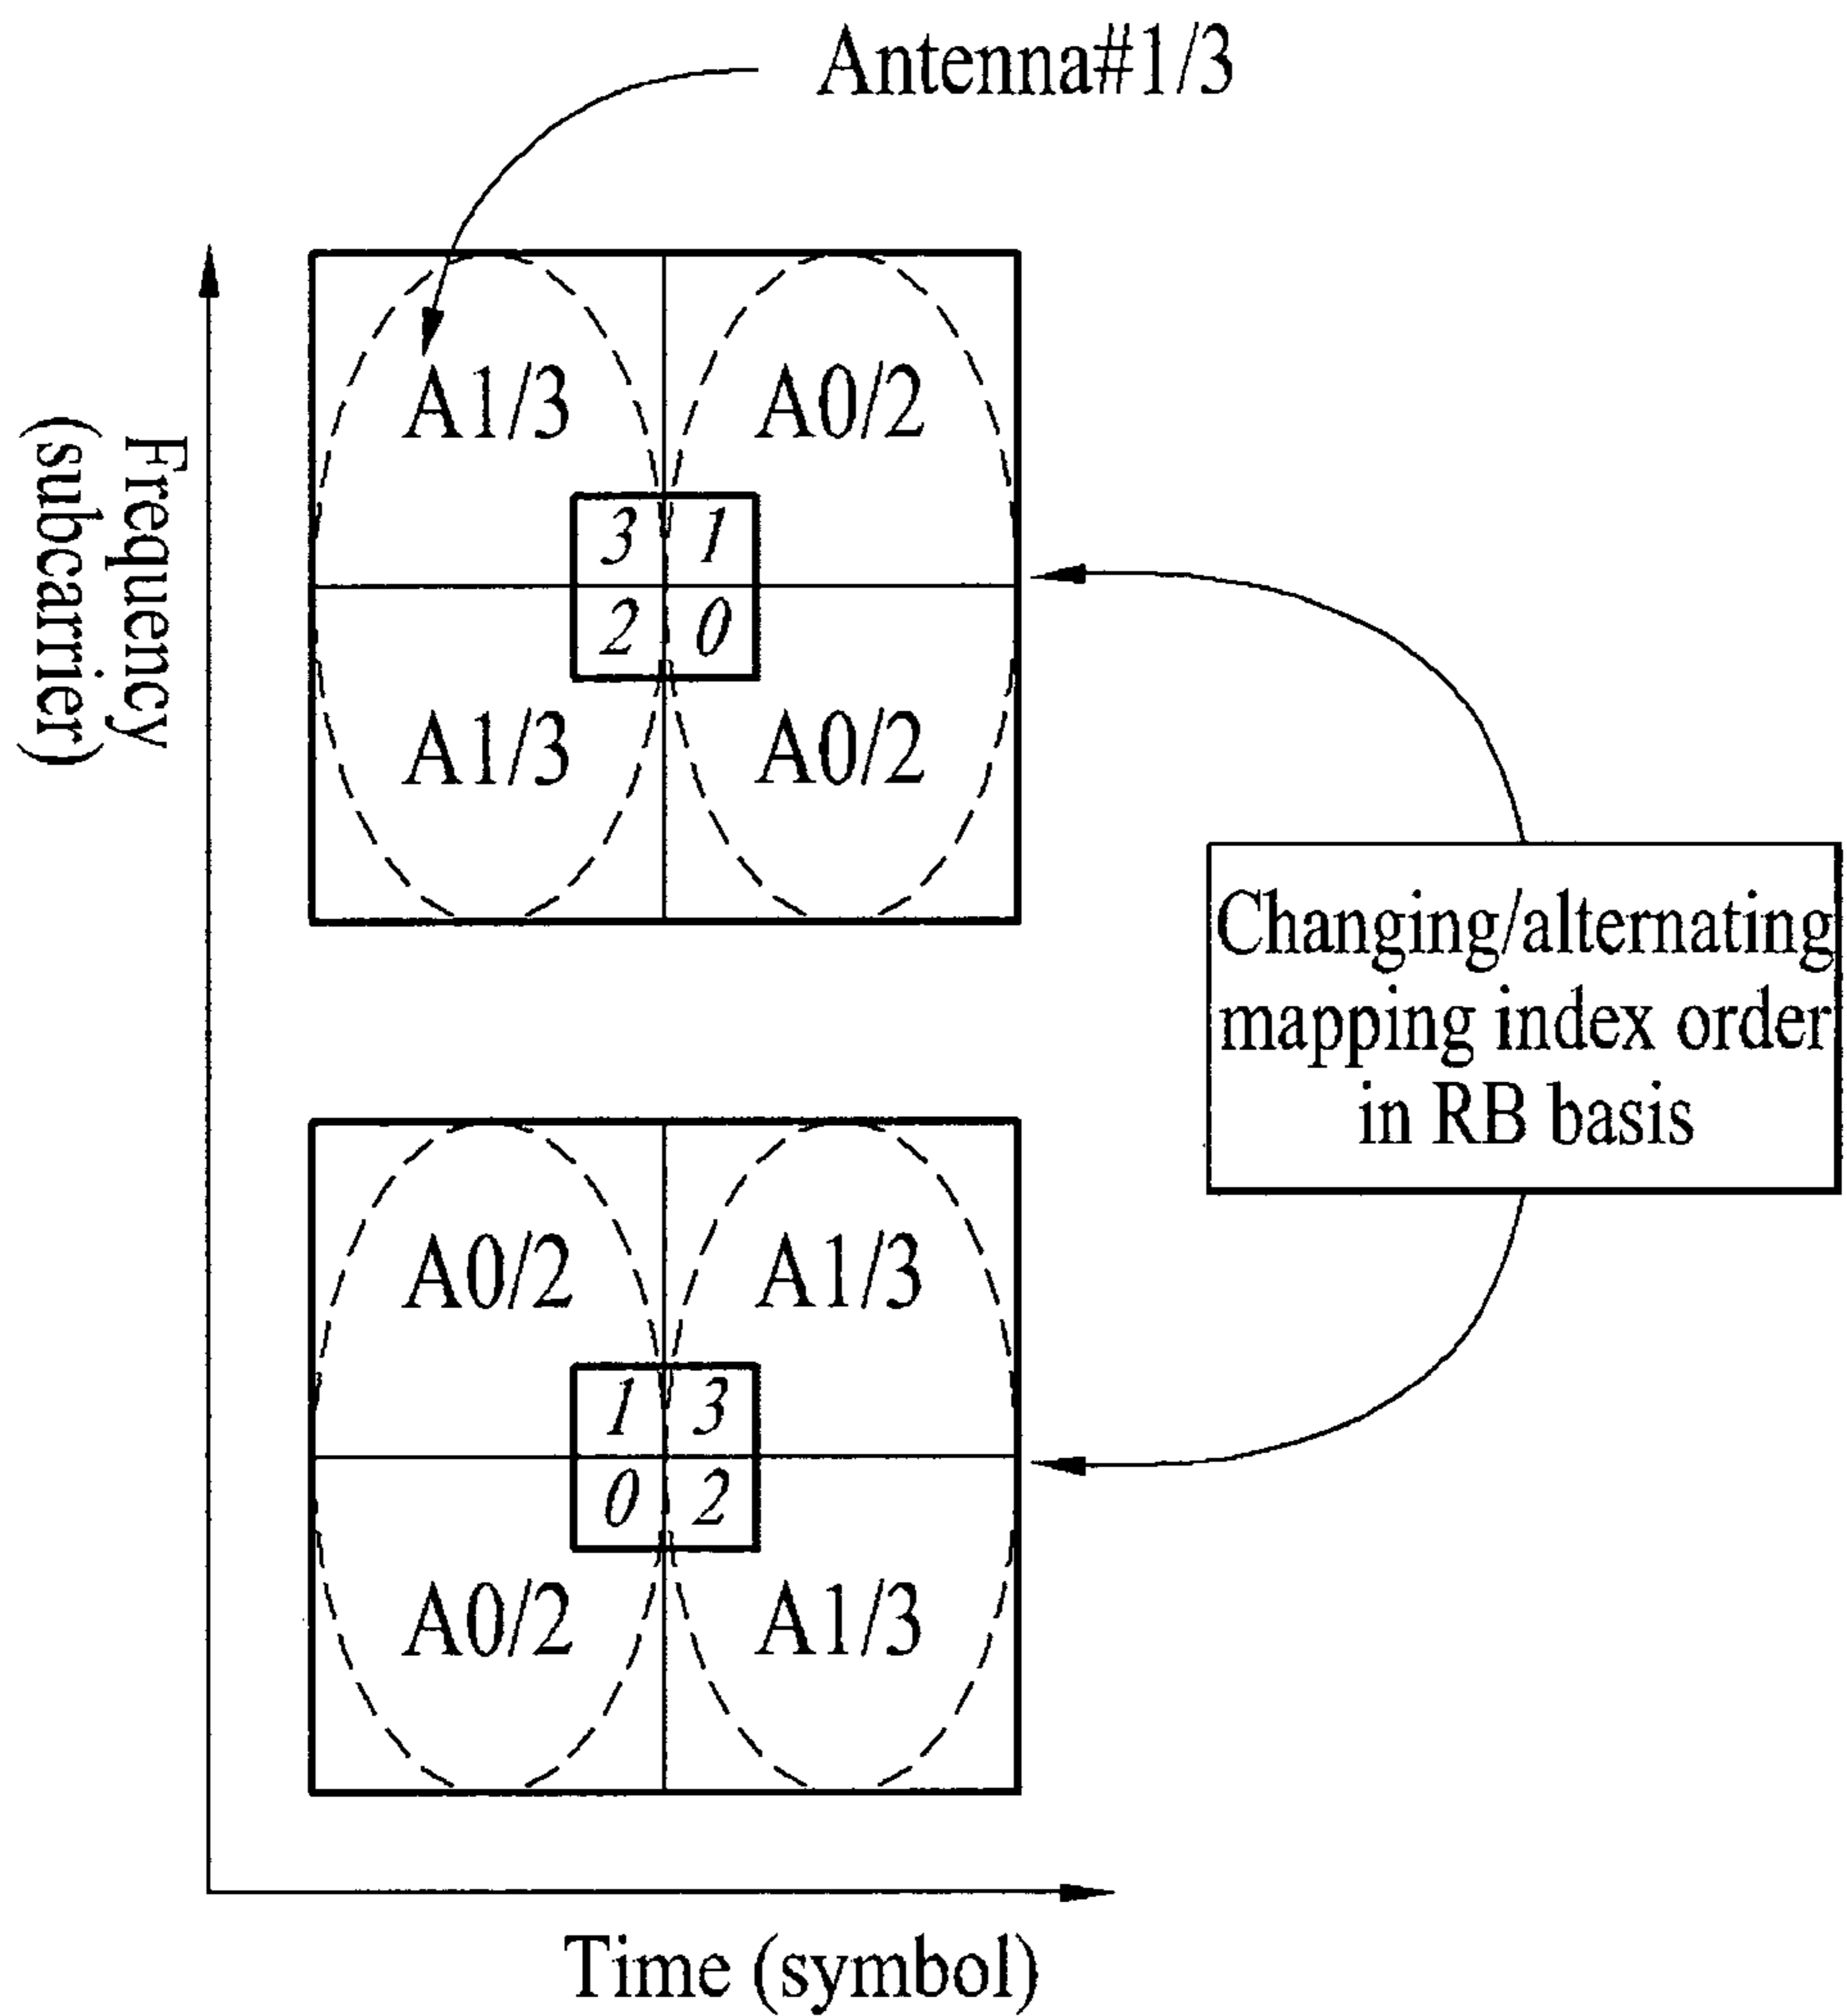 Antenna#1/3
A1/3 A0/2
3 1
2 0
A1/3 A0/2
Frequency
(subcarrier)
Changing/alternating
mapping index order
in RB basis
A0/2 A1/3
1 3
0 2
A0/2 A1/3
Time (symbol)